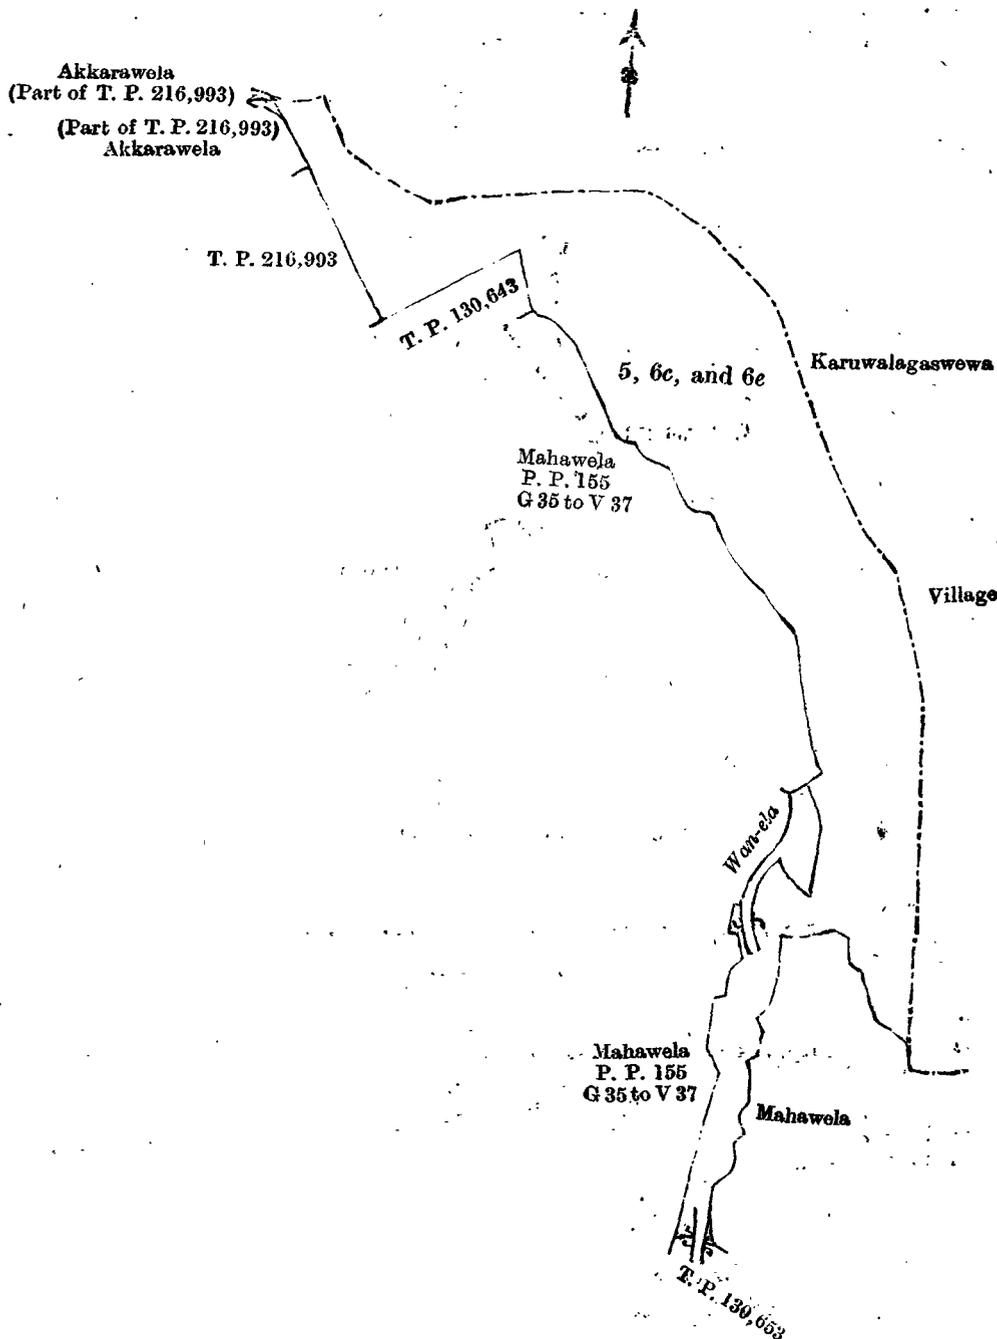 Akkarawela
(Part of T. P. 216,993)
(Part of T. P. 216,993)
Akkarawela
T. P. 216,993
T. P. 130,643
5, 6c, and 6e
Karuwalagaswewa
Mahawela
P. P. 155
G 35 to V 37
Village
Wan-ela
Mahawela
P. P. 155
G 35 to V 37
Mahawela
T. P. 130,653